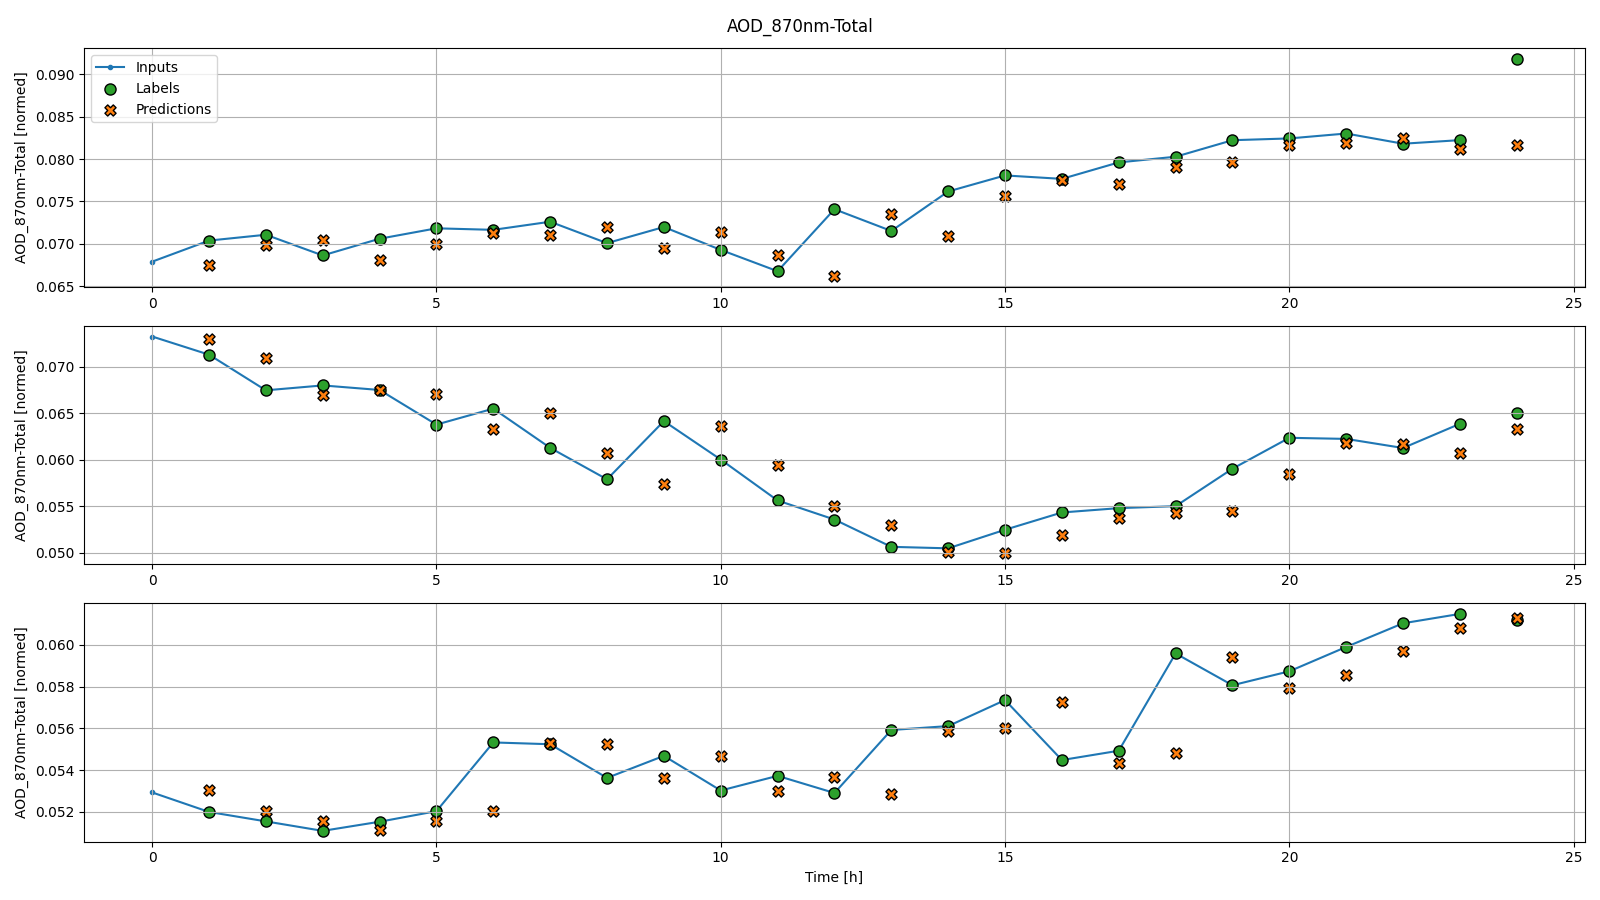 AOD_870nm-Total
Inputs
Labels
Predictions
AOD_870nm-Total [normed]
0.090
0.085
0.080
0.075
0.070
0.065
0 5 10 15 20 25
AOD_870nm-Total [normed]
0.070
0.065
0.060
0.055
0.050
0 5 10 15 20 25
AOD_870nm-Total [normed]
0.060
0.058
0.056
0.054
0.052
0 5 10 15 20 25
Time [h]